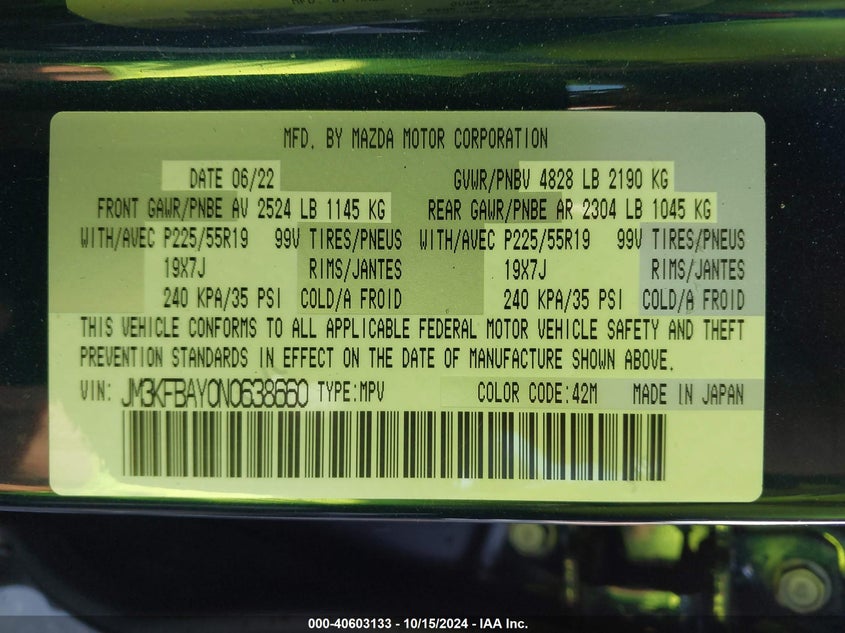 MFD. BY MAZDA MOTOR CORPORATION
DATE 06/22 GVWR/PNBV 4828 LB 2190 KG
FRONT GAWR/PNBE AV 2524 LB 1145 KG REAR GAWR/PNBE AR 2304 LB 1045 KG
WITH/AVEC P225/55R19 99V TIRES/PNEUS WITH/AVEC P225/55R19 99V TIRES/PNEUS
19X7J RIMS/JANTES 19X7J RIMS/JANTES
240 KPA/35 PSI COLD/A FROID 240 KPA/35 PSI COLD/A FROID
THIS VEHICLE CONFORMS TO ALL APPLICABLE FEDERAL MOTOR VEHICLE SAFETY AND THEFT
PREVENTION STANDARDS IN EFFECT ON THE DATE OF MANUFACTURE SHOWN ABOVE.
VIN: JM3KFBAY0N0638660 TYPE:MPV COLOR CODE:42M MADE IN JAPAN
000-40603133 - 10/15/2024 - IAA Inc.